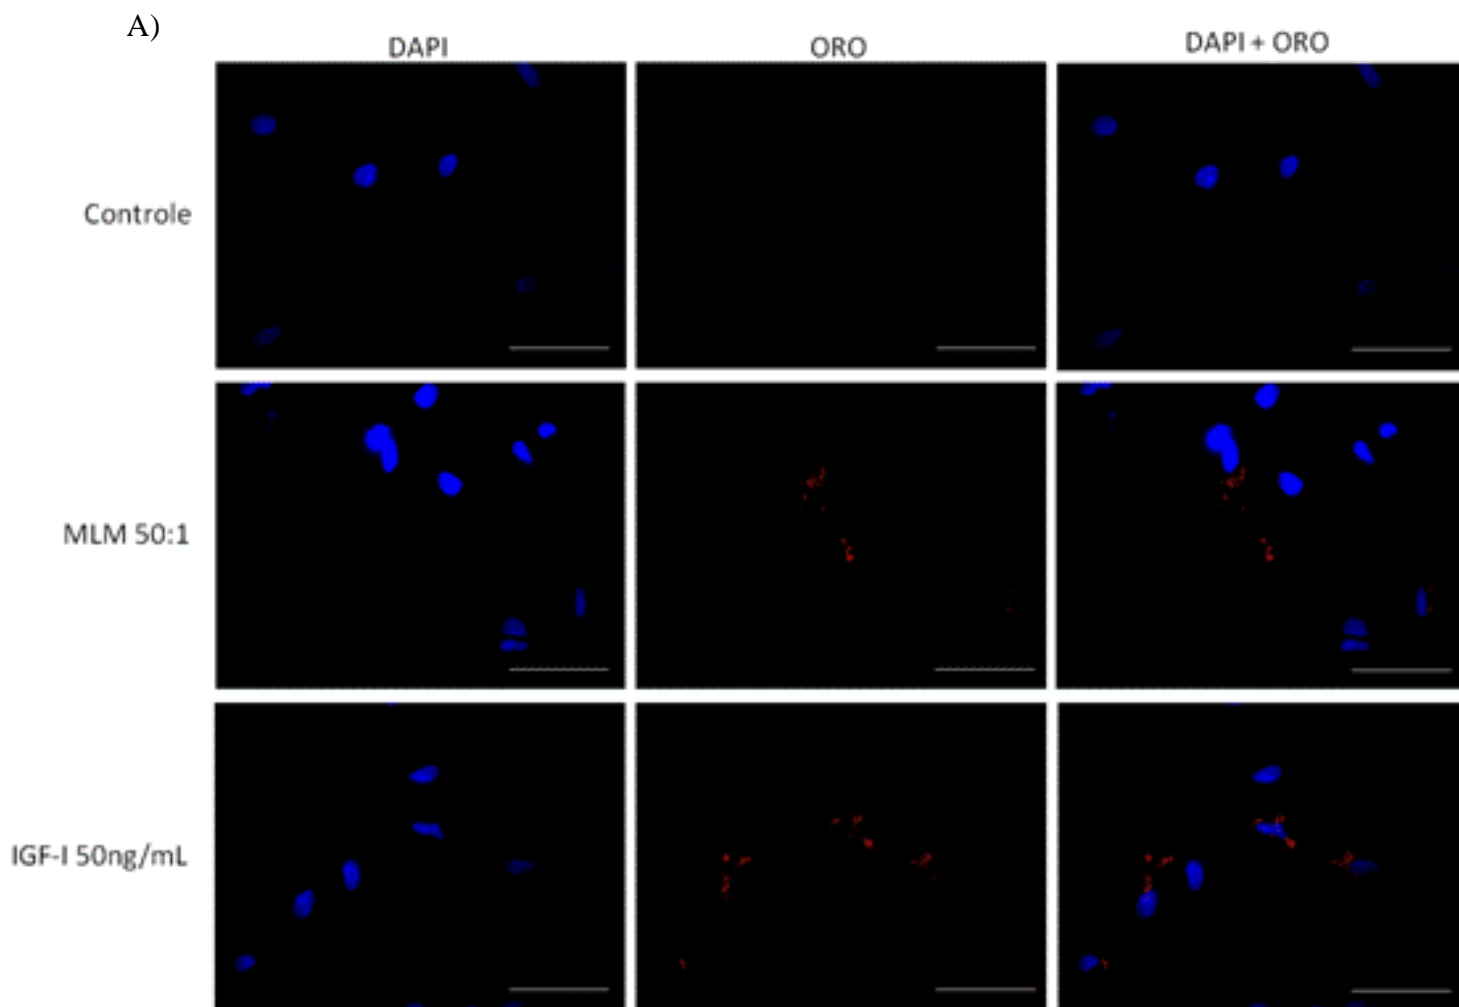 A)
DAPI ORO DAPI + ORO
Controle
MLM 50:1
IGF-I 50ng/mL